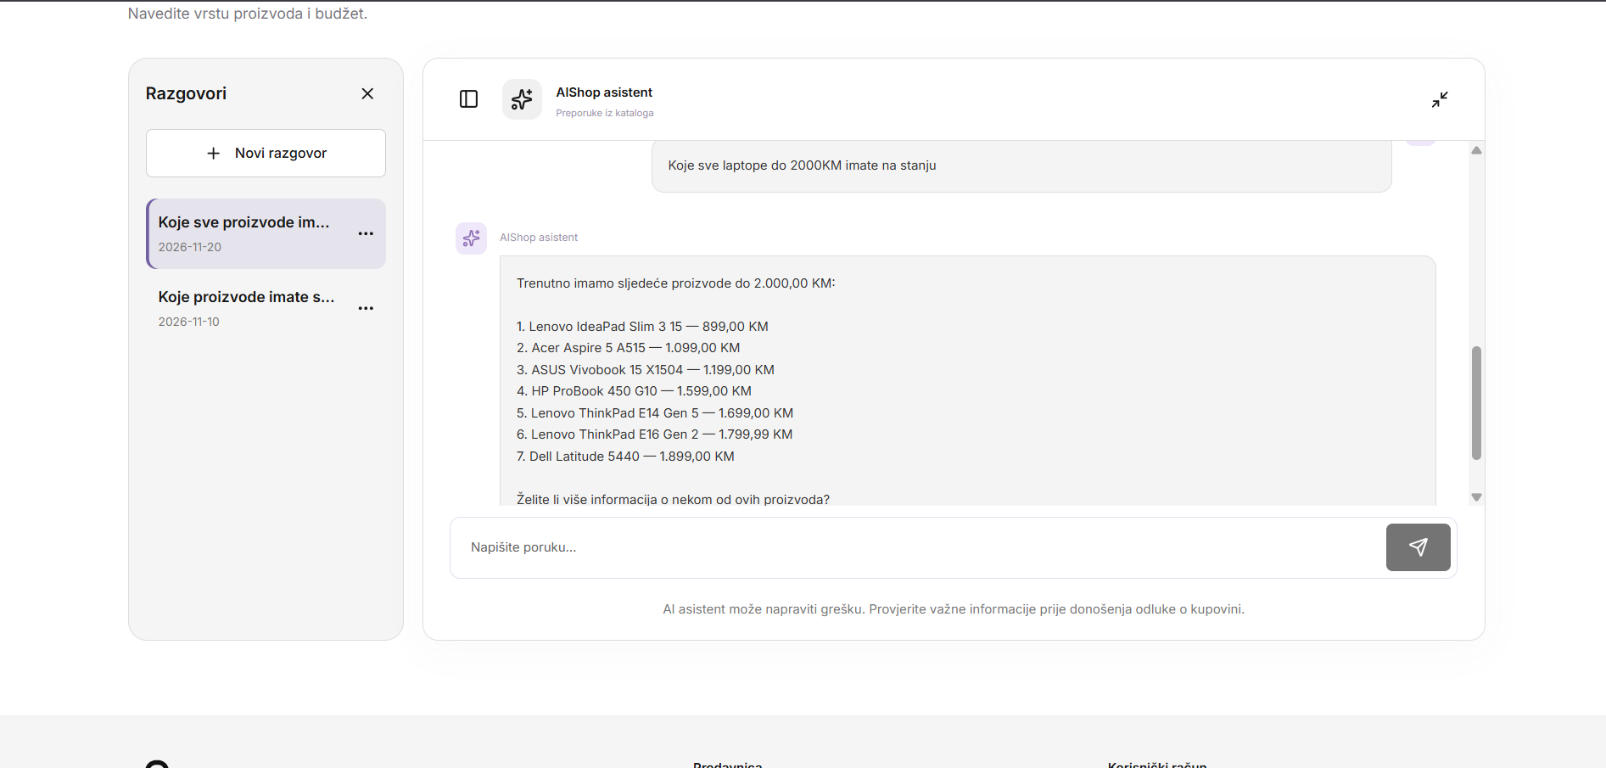 Navedite vrstu proizvoda i budžet.
Razgovori
Novi razgovor
Koje sve proizvode im...
2026-11-20
Koje proizvode imate s...
2026-11-10
AIShop asistent
Preporuke iz kataloga
Koje sve laptope do 2000KM imate na stanju
AIShop asistent
Trenutno imamo sljedeće proizvode do 2.000,00 KM:
1. Lenovo IdeaPad Slim 3 15 — 899,00 KM
2. Acer Aspire 5 A515 — 1.099,00 KM
3. ASUS Vivobook 15 X1504 — 1.199,00 KM
4. HP ProBook 450 G10 — 1.599,00 KM
5. Lenovo ThinkPad E14 Gen 5 — 1.699,00 KM
6. Lenovo ThinkPad E16 Gen 2 — 1.799,99 KM
7. Dell Latitude 5440 — 1.899,00 KM
Želite li više informacija o nekom od ovih proizvoda?
Napišite poruku...
AI asistent može napraviti grešku. Provjerite važne informacije prije donošenja odluke o kupovini.
Prodavnica
Korisnički račun